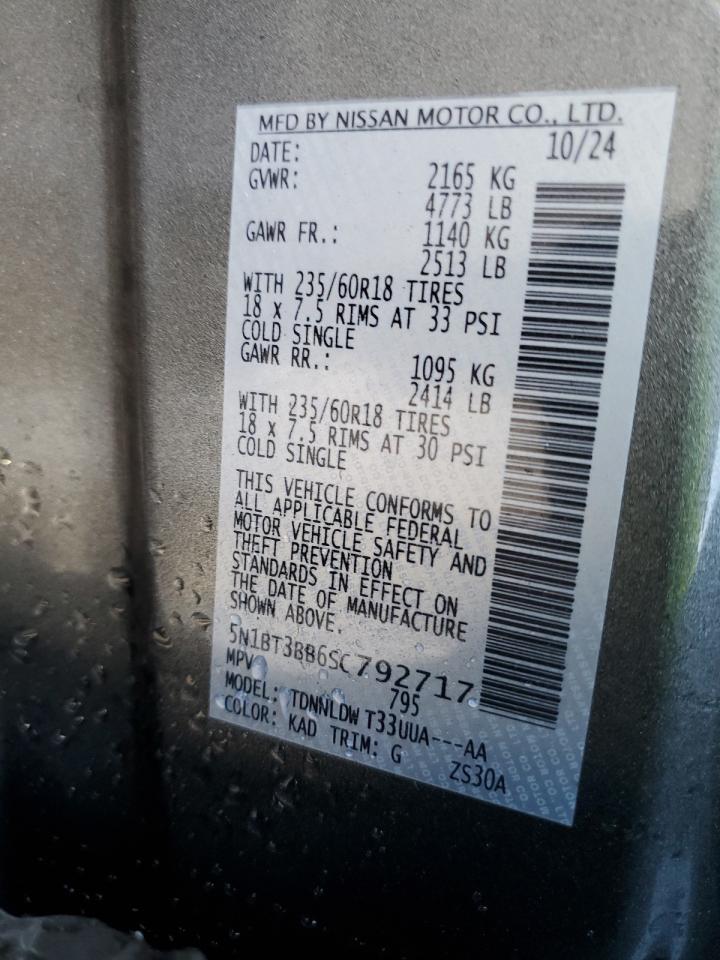 MFD BY NISSAN MOTOR CO., LTD.
DATE: 10/24
GVWR: 2165 KG
4773 LB
GAWR FR.: 1140 KG
2513 LB
WITH 235/60R18 TIRES
18 x 7.5 RIMS AT 33 PSI
COLD SINGLE
GAWR RR.: 1095 KG
2414 LB
WITH 235/60R18 TIRES
18 x 7.5 RIMS AT 30 PSI
COLD SINGLE
THIS VEHICLE CONFORMS TO
ALL APPLICABLE FEDERAL
MOTOR VEHICLE SAFETY AND
THEFT PREVENTION
STANDARDS IN EFFECT ON
THE DATE OF MANUFACTURE
SHOWN ABOVE.
5N1BT3BB6SC792717
MPV 795
MODEL: TDNNLDW T33UUA---AA
COLOR: KAD TRIM: G ZS30A